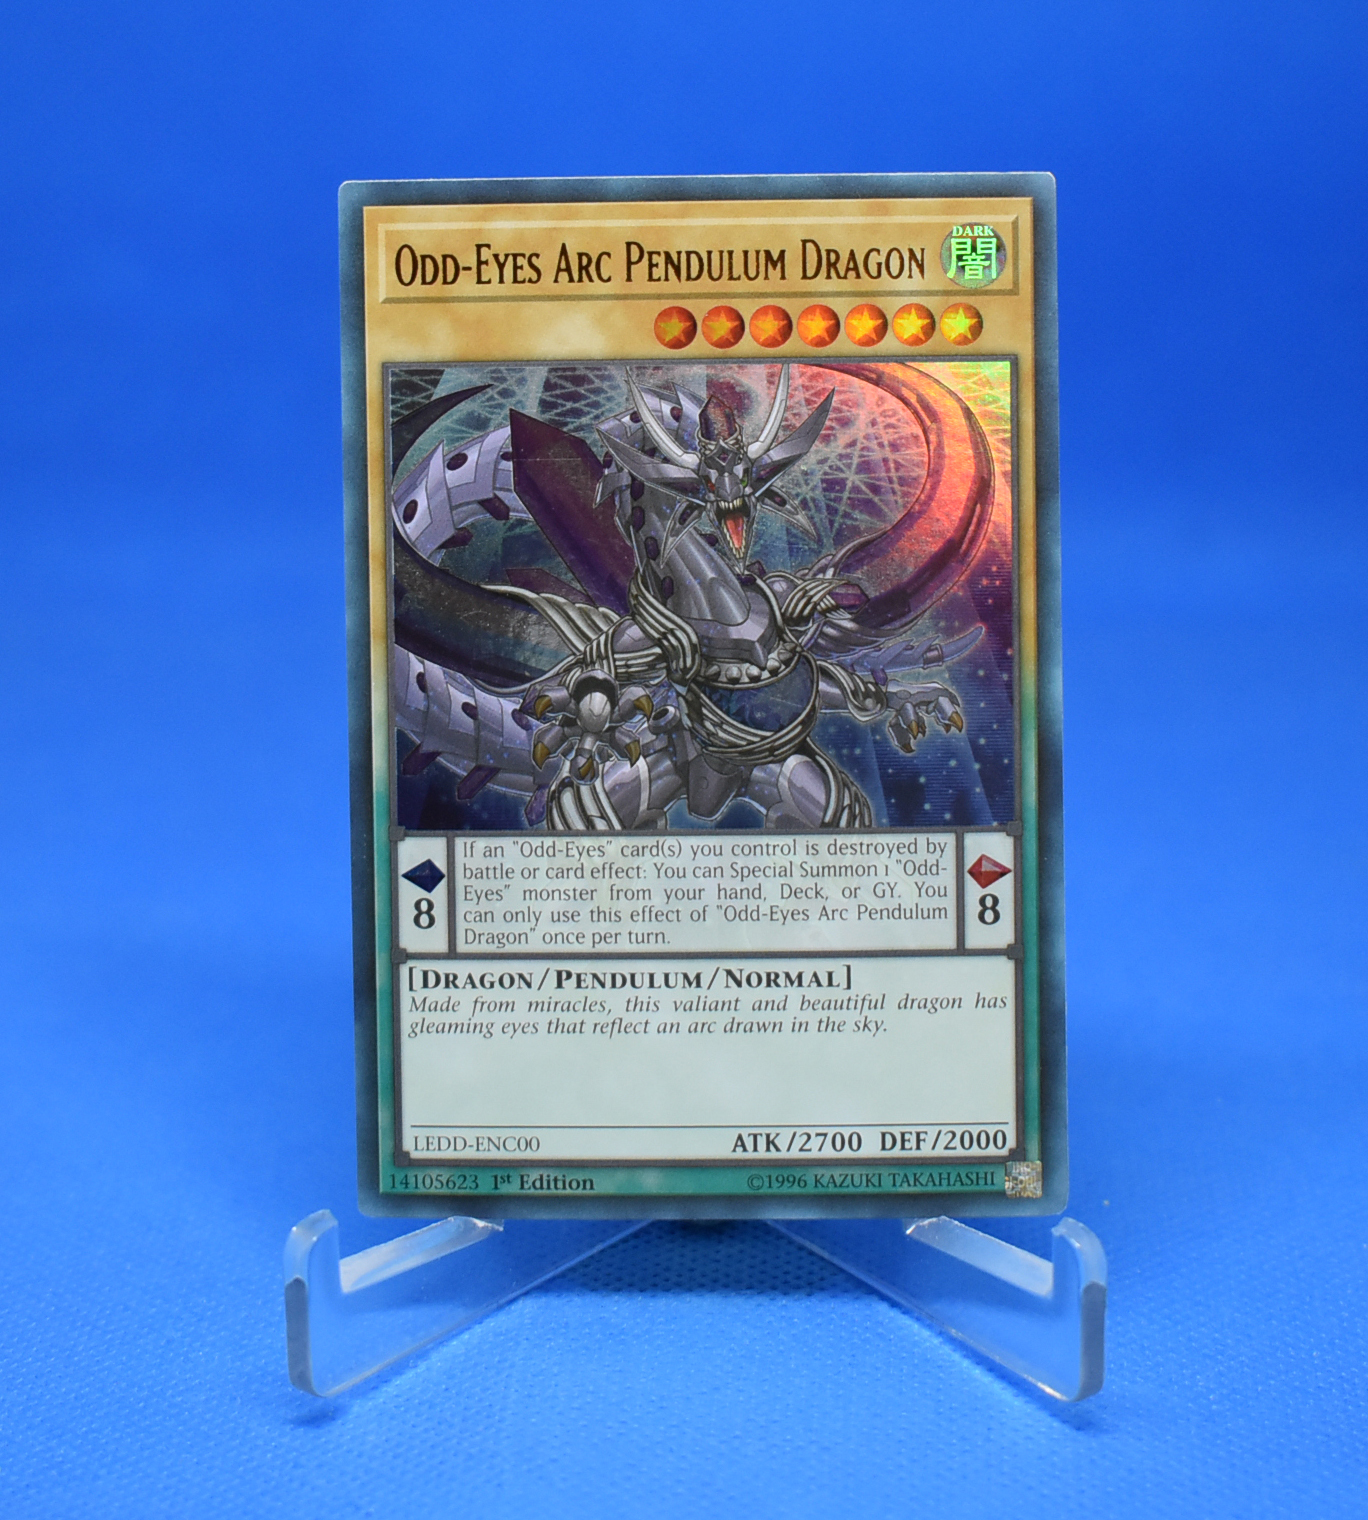 ODD-EYES ARC PENDULUM DRAGON
DARK
闇
If an "Odd-Eyes" card(s) you control is destroyed by
battle or card effect: You can Special Summon 1 "Odd-
Eyes" monster from your hand, Deck, or GY. You
can only use this effect of "Odd-Eyes Arc Pendulum
Dragon" once per turn.
8
8
[DRAGON/PENDULUM/NORMAL]
Made from miracles, this valiant and beautiful dragon has
gleaming eyes that reflect an arc drawn in the sky.
LEDD-ENC00
ATK/2700 DEF/2000
14105623 1st Edition
©1996 KAZUKI TAKAHASHI